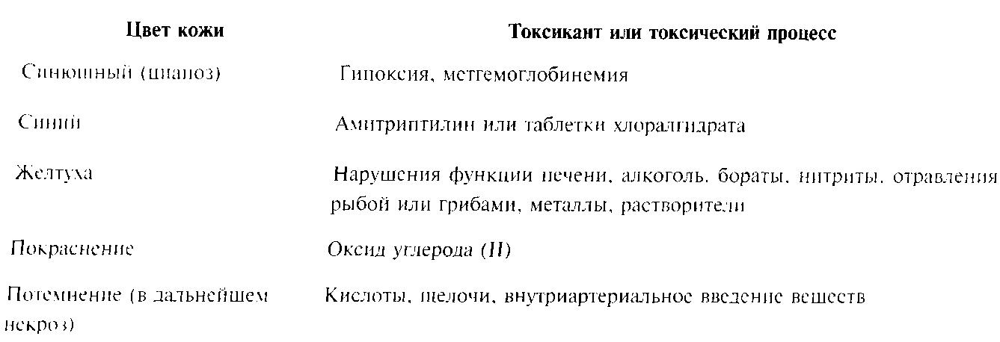 Цвет кожи Токсикант или токсический процесс
Синюшный (цианоз) Гипоксия, метгемоглобинемия
Синий Амитриптилин или таблетки хлоралгидрата
Желтуха Нарушения функции печени, алкоголь, бораты, нитриты, отравления
рыбой или грибами, металлы, растворители
Покраснение Оксид углерода (II)
Потемнение (в дальнейшем Кислоты, щелочи, внутриартериальное введение веществ
некроз)